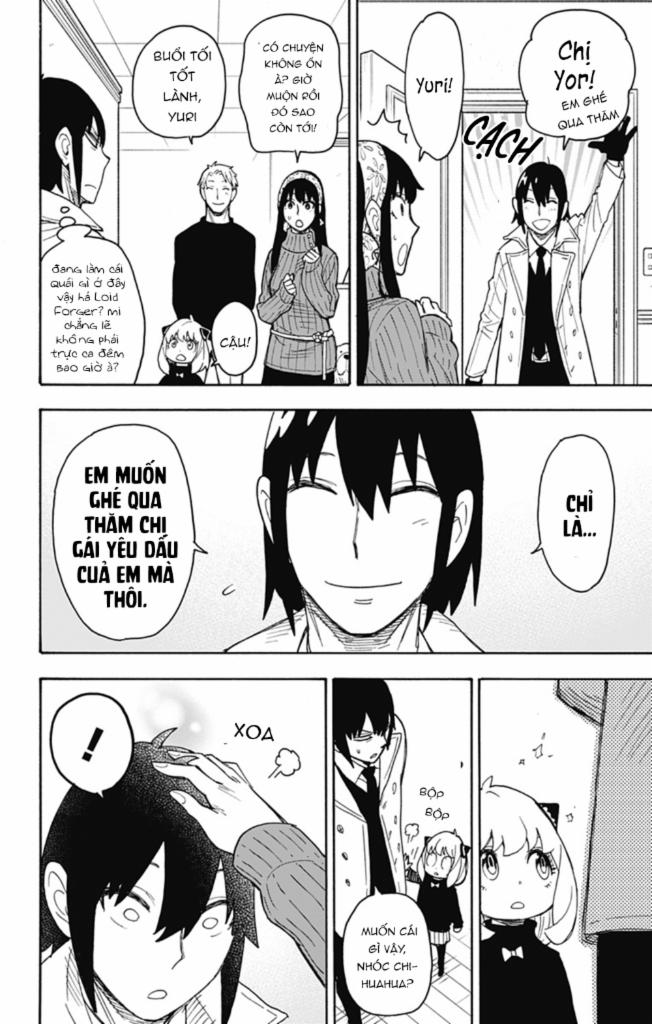 Chị
Yor!
EM GHÉ
QUA THĂM
CẠCH
Yuri!
CÓ CHUYỆN
KHÔNG ỔN
À? GIỜ
MUỘN RỒI
ĐÓ SAO
CÒN TỚI!
BUỔI TỐI
TỐT
LÀNH,
YURI
CẬU!
đang làm cái
quái gì ở đây
vậy hả Loid
Forger? mi
chẳng lẽ
không phải
trực ca đêm
bao giờ à?
CHỈ
LÀ...
EM MUỐN
GHÉ QUA
THĂM CHỊ
GÁI YÊU DẤU
CUẢ EM MÀ
THÔI.
BỘP
BỘP
MUỐN CÁI
GÌ VẬY,
NHÓC CHI-
HUAHUA?
XOA
!